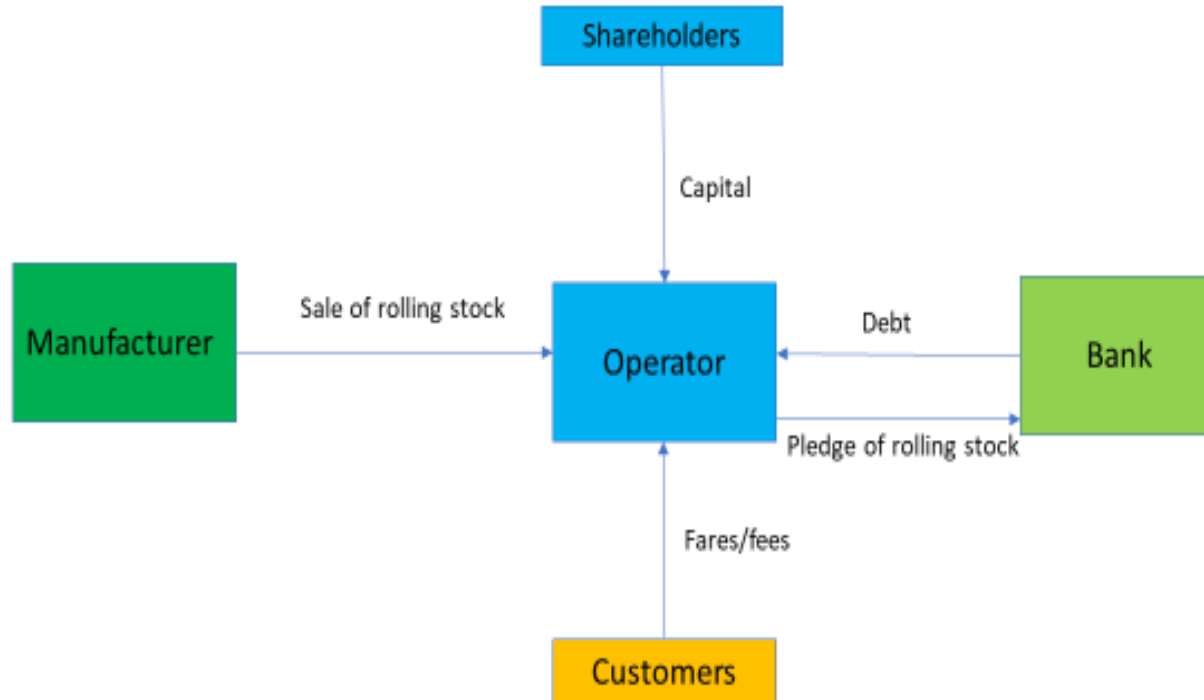 Shareholders
Capital
Manufacturer
Sale of rolling stock
Operator
Debt
Bank
Pledge of rolling stock
Fares/fees
Customers